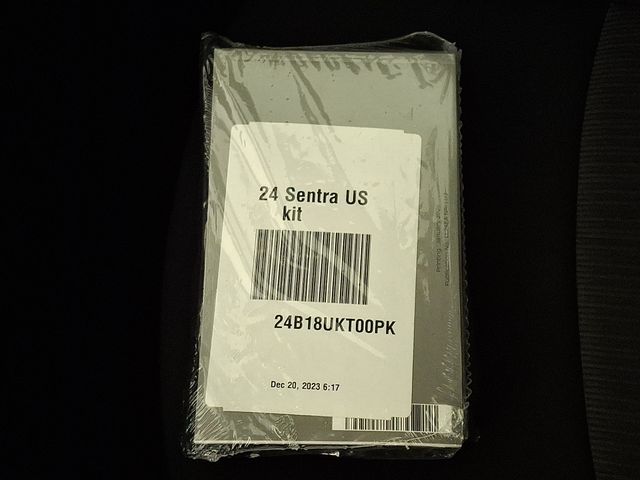 24 Sentra US
kit
24B18UKT00PK
Dec 20, 2023 6:17